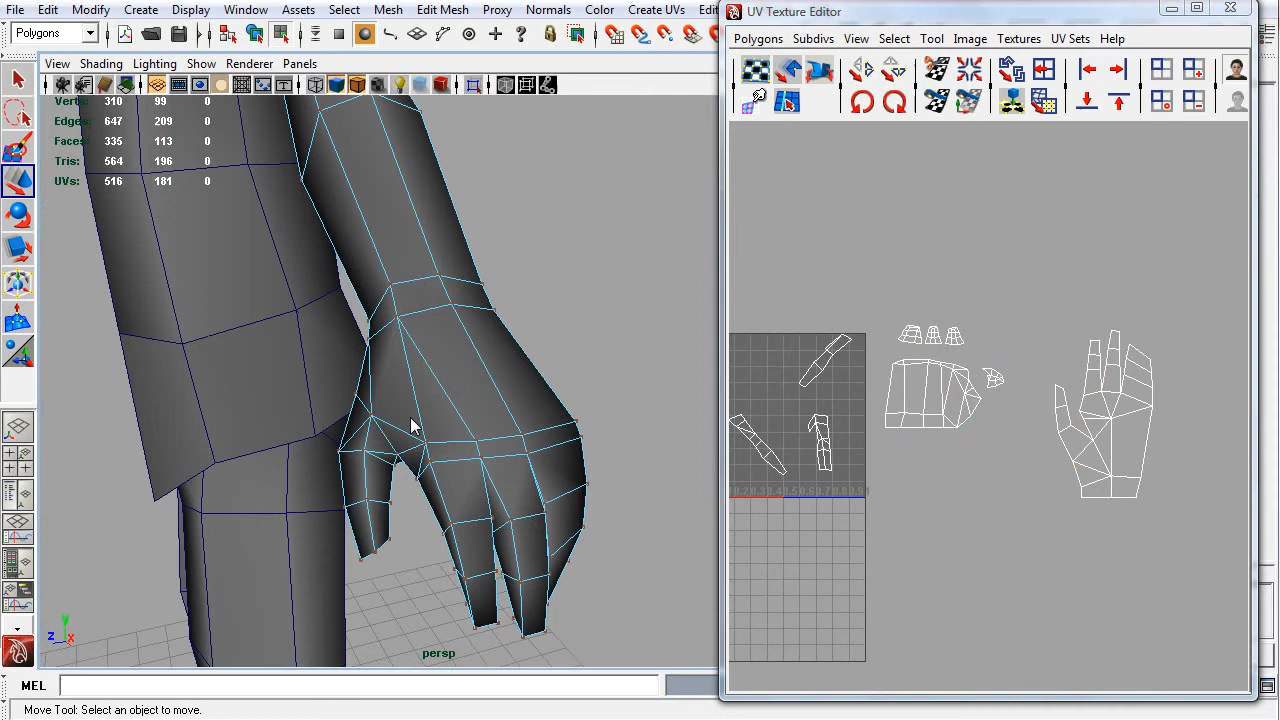 File Edit Modify Create Display Window Assets Select Mesh Edit Mesh Proxy Normals Color Create UVs
UV Texture Editor
Polygons
Polygons Subdivs View Select Tool Image Textures UV Sets Help
View Shading Lighting Show Renderer Panels
Verts: 310 99 0
Edges: 647 209 0
Faces: 335 113 0
Tris: 564 196 0
UVs: 516 181 0
z y x
persp
MEL
Move Tool: Select an object to move.